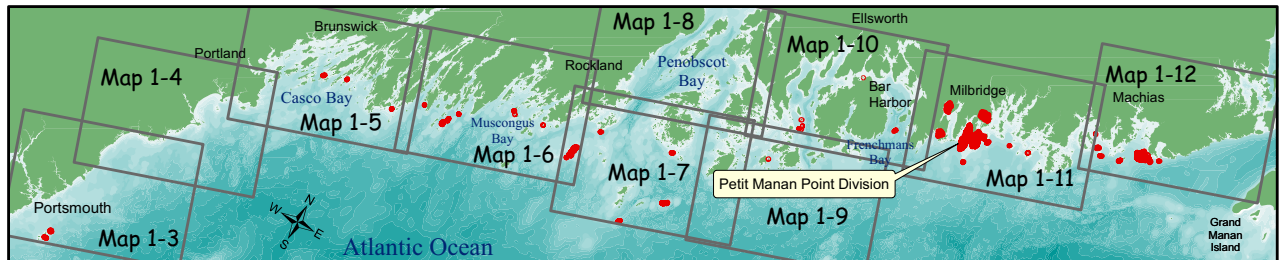 Map 1-8
Ellsworth
Brunswick
Map 1-10
Portland
Map 1-4
Rockland
Penobscot
Bay
Map 1-12
Casco Bay
Bar
Harbor
Milbridge
Machias
Map 1-5
Muscongus
Bay
Map 1-6
Frenchmans
Bay
Map 1-7
Petit Manan Point Division
Map 1-11
Portsmouth
Map 1-3
N
W
E
S
Map 1-9
Atlantic Ocean
Grand
Manan
Island